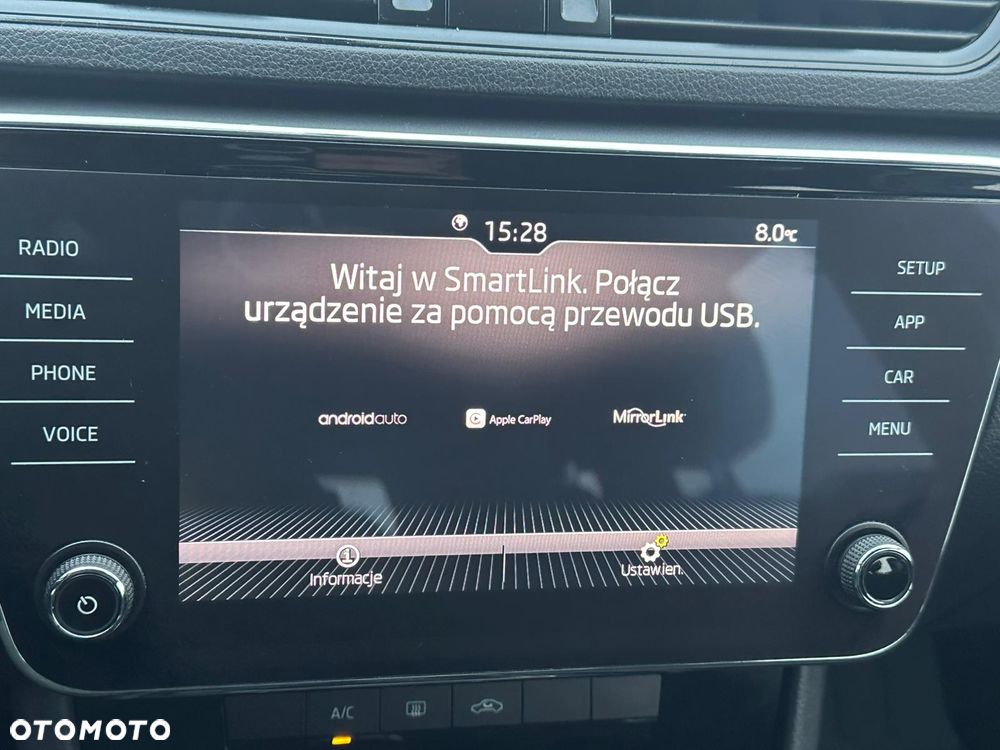 15:28
8.0°C
RADIO
MEDIA
PHONE
VOICE
Witaj w SmartLink. Połącz
urządzenie za pomocą przewodu USB.
androidauto
Apple CarPlay
MirrorLink
Informacje
Ustawien.
SETUP
APP
CAR
MENU
A/C
OTOMOTO